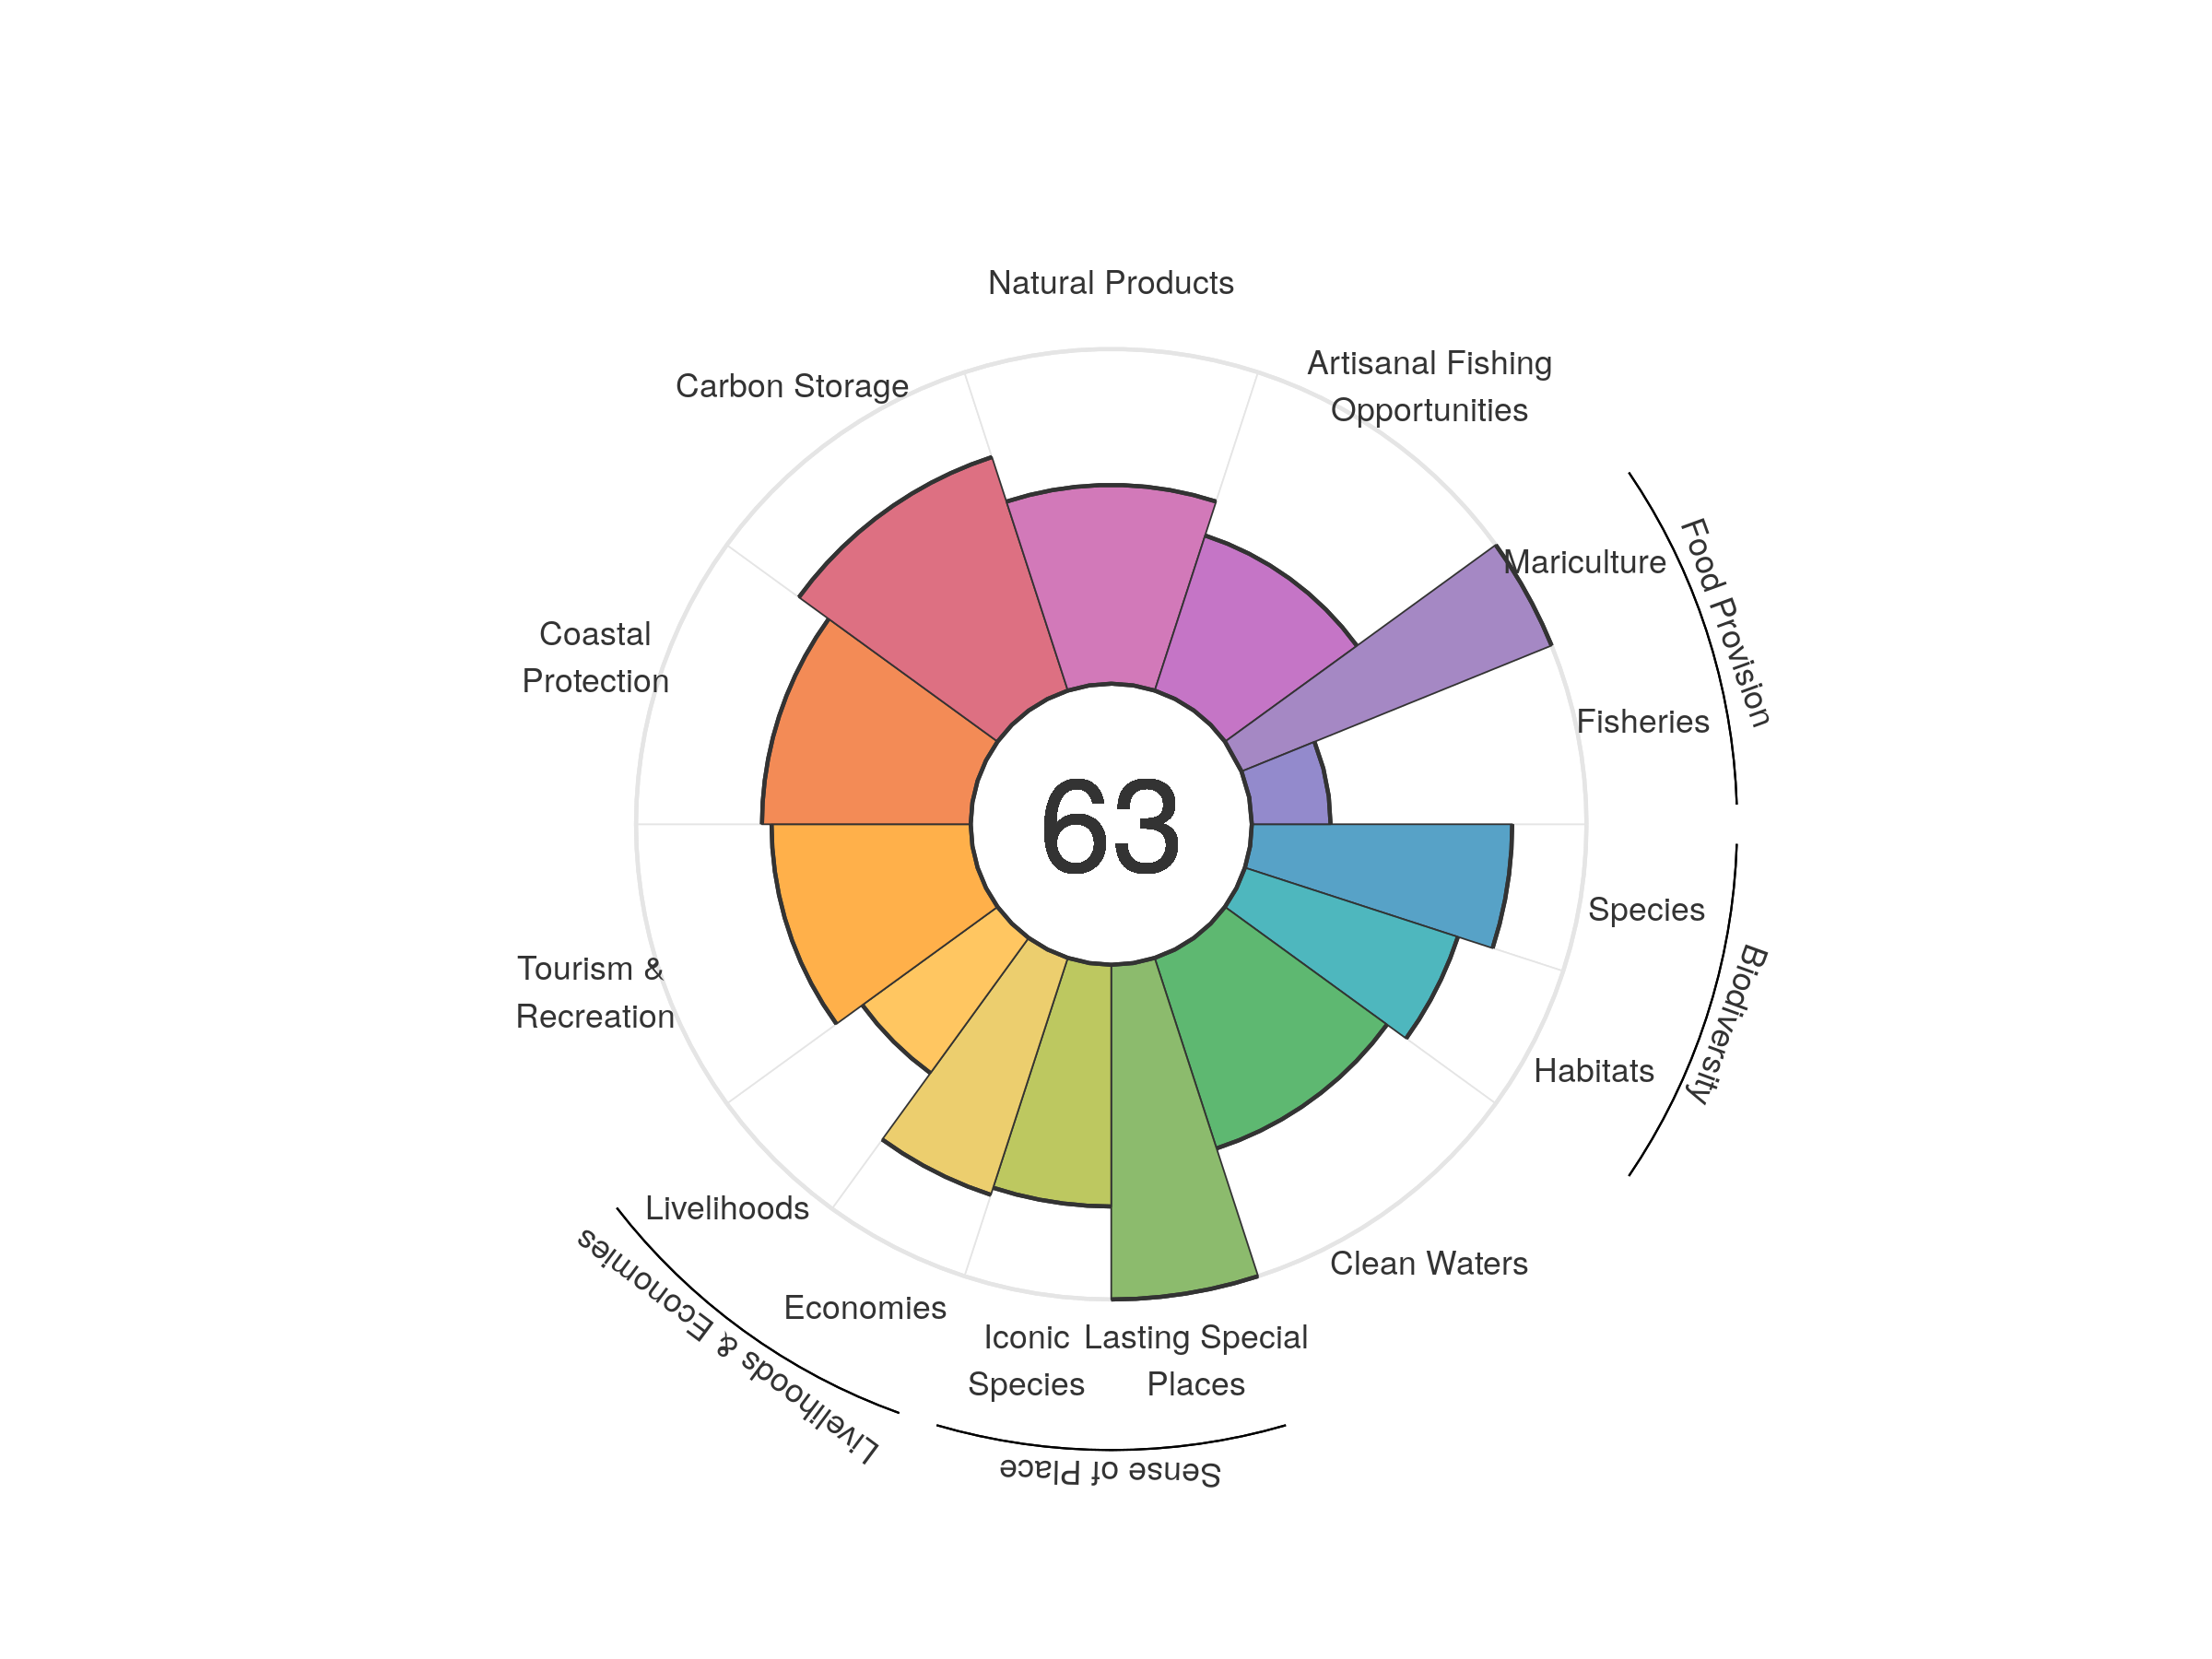 Natural Products
Artisanal Fishing
Opportunities
Carbon Storage
Mariculture
Food Provision
Coastal
Protection
Fisheries
63
Species
Biodiversity
Tourism &
Recreation
Habitats
Livelihoods
Clean Waters
Livelihoods & Economies
Economies
Iconic
Species
Lasting Special
Places
Sense of Place